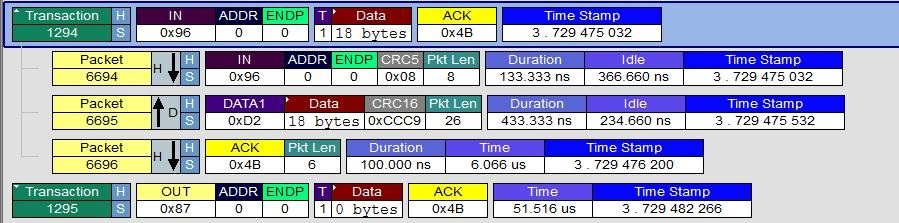 Transaction H IN ADDR ENDP T Data ACK Time Stamp
1294 S 0x96 0 0 1 18 bytes 0x4B 3 . 729 475 032
Packet H IN ADDR ENDP CRC5 Pkt Len Duration Idle Time Stamp
6694 H S 0x96 0 0 0x08 8 133.333 ns 366.660 ns 3 . 729 475 032
Packet H DATA1 Data CRC16 Pkt Len Duration Idle Time Stamp
6695 D S 0xD2 18 bytes 0xCCC9 26 433.333 ns 234.660 ns 3 . 729 475 532
Packet H ACK Pkt Len Duration Time Time Stamp
6696 H S 0x4B 6 100.000 ns 6.066 us 3 . 729 476 200
Transaction H OUT ADDR ENDP T Data ACK Time Time Stamp
1295 S 0x87 0 0 1 0 bytes 0x4B 51.516 us 3 . 729 482 266